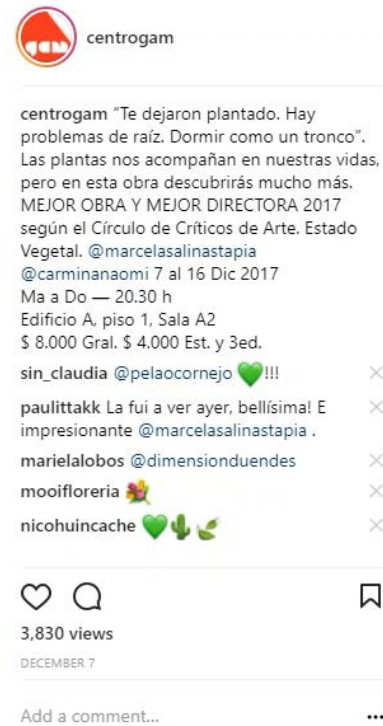 gam
centrogam
centrogam “Te dejaron plantado. Hay
problemas de raíz. Dormir como un tronco”.
Las plantas nos acompañan en nuestras vidas,
pero en esta obra descubrirás mucho más.
MEJOR OBRA Y MEJOR DIRECTORA 2017
según el Círculo de Críticos de Arte. Estado
Vegetal. @marcelasalinastapia
@carminanaomi 7 al 16 Dic 2017
Ma a Do — 20.30 h
Edificio A, piso 1, Sala A2
$ 8.000 Gral. $ 4.000 Est. y 3ed.
sin_claudia @pelaocornejo 💚!!!
paulittakk La fui a ver ayer, bellísima! E
impresionante @marcelasalinastapia .
marielalobos @dimensionduendes
mooifloreria 💐
nicohuincache 💚🌵🍃
3,830 views
DECEMBER 7
Add a comment...